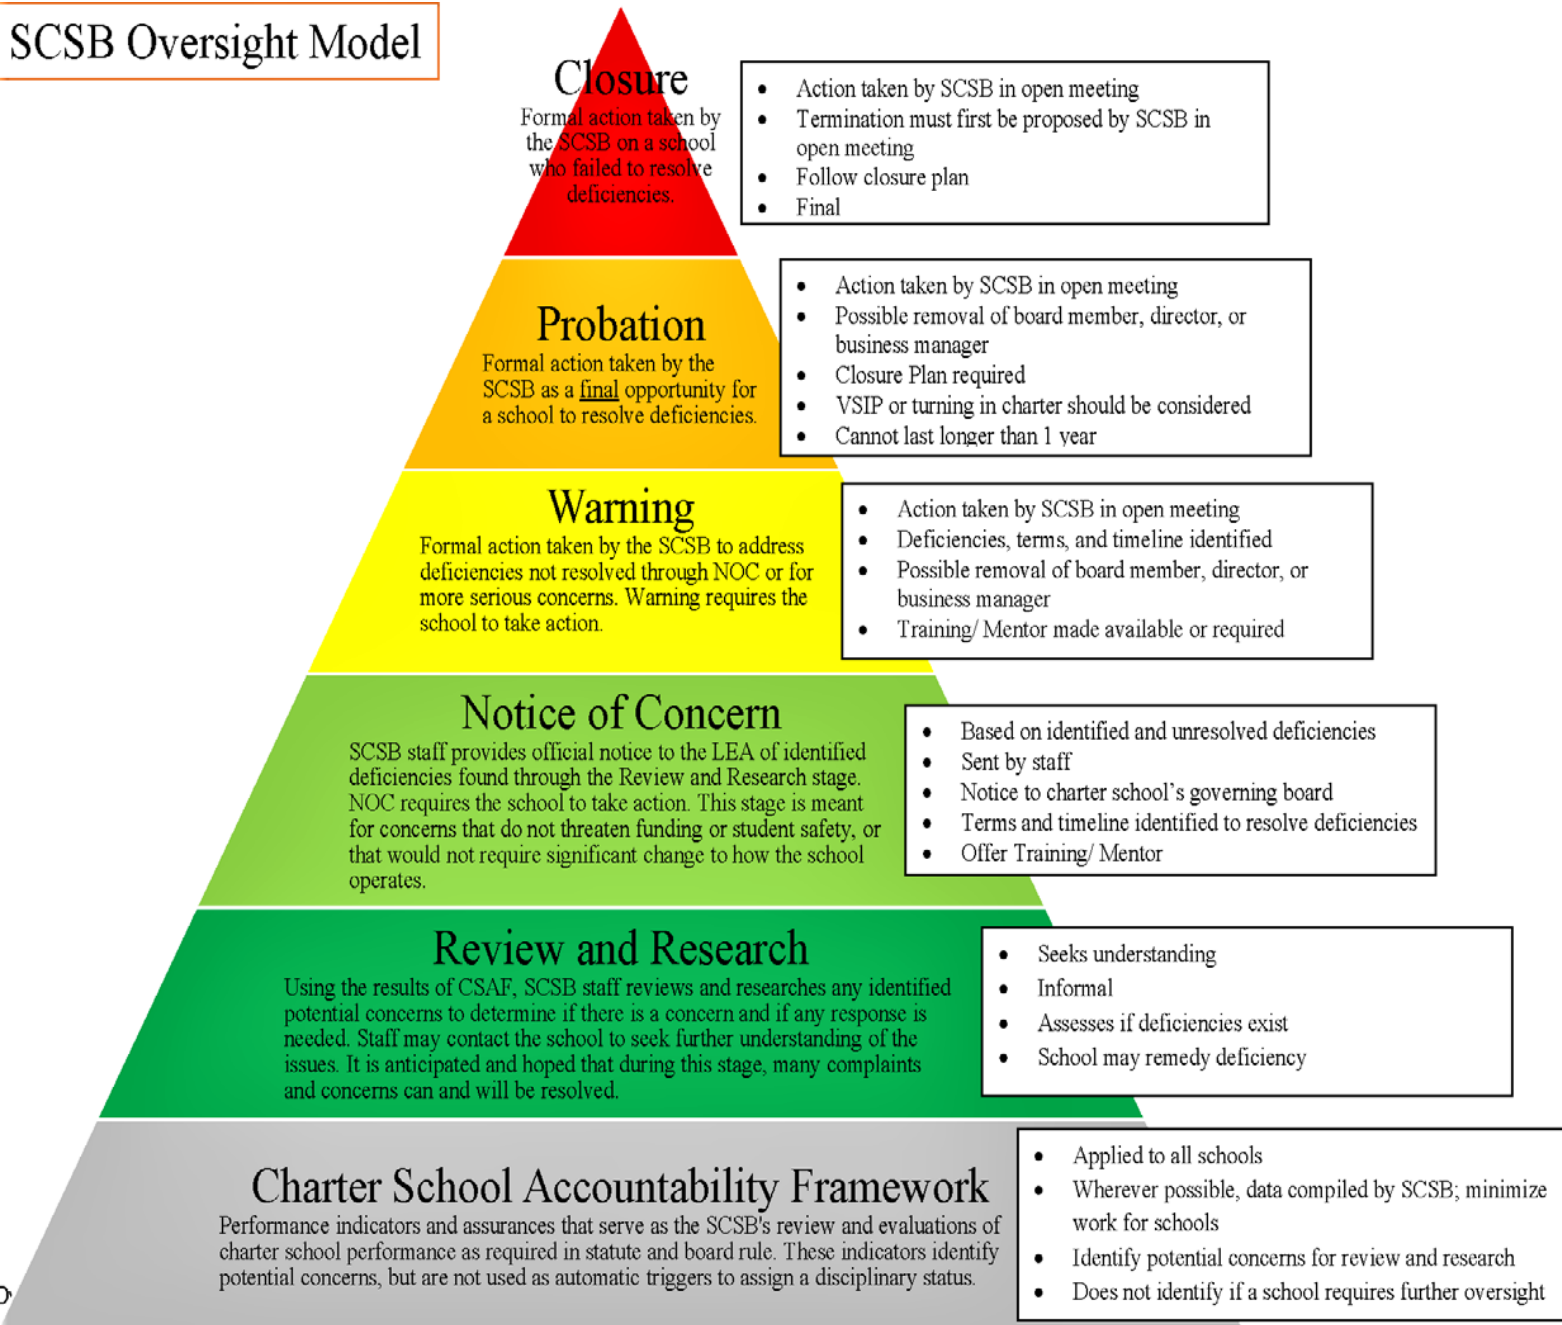 SCSB Oversight Model
Closure
Formal action taken by
the SCSB on a school
who failed to resolve
deficiencies.
• Action taken by SCSB in open meeting
• Termination must first be proposed by SCSB in
open meeting
• Follow closure plan
• Final
Probation
Formal action taken by the
SCSB as a final opportunity for
a school to resolve deficiencies.
• Action taken by SCSB in open meeting
• Possible removal of board member, director, or
business manager
• Closure Plan required
• VSIP or turning in charter should be considered
• Cannot last longer than 1 year
Warning
Formal action taken by the SCSB to address
deficiencies not resolved through NOC or for
more serious concerns. Warning requires the
school to take action.
• Action taken by SCSB in open meeting
• Deficiencies, terms, and timeline identified
• Possible removal of board member, director, or
business manager
• Training/ Mentor made available or required
Notice of Concern
SCSB staff provides official notice to the LEA of identified
deficiencies found through the Review and Research stage.
NOC requires the school to take action. This stage is meant
for concerns that do not threaten funding or student safety, or
that would not require significant change to how the school
operates.
• Based on identified and unresolved deficiencies
• Sent by staff
• Notice to charter school’s governing board
• Terms and timeline identified to resolve deficiencies
• Offer Training/ Mentor
Review and Research
Using the results of CSAF, SCSB staff reviews and researches any identified
potential concerns to determine if there is a concern and if any response is
needed. Staff may contact the school to seek further understanding of the
issues. It is anticipated and hoped that during this stage, many complaints
and concerns can and will be resolved.
• Seeks understanding
• Informal
• Assesses if deficiencies exist
• School may remedy deficiency
Charter School Accountability Framework
Performance indicators and assurances that serve as the SCSB's review and evaluations of
charter school performance as required in statute and board rule. These indicators identify
potential concerns, but are not used as automatic triggers to assign a disciplinary status.
• Applied to all schools
• Wherever possible, data compiled by SCSB; minimize
work for schools
• Identify potential concerns for review and research
• Does not identify if a school requires further oversight